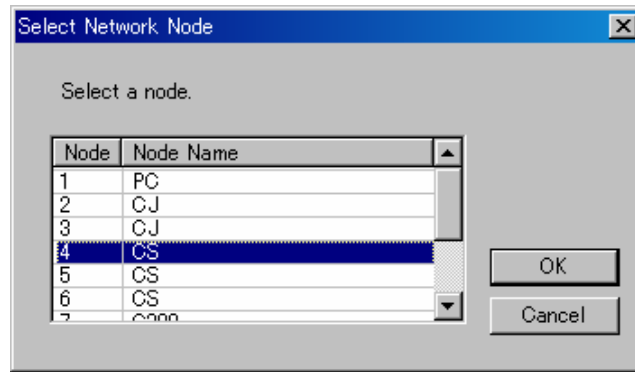 Select Network Node
Select a node.
Node Node Name
1 PC
2 CJ
3 CJ
4 CS
5 CS
6 CS
OK
Cancel